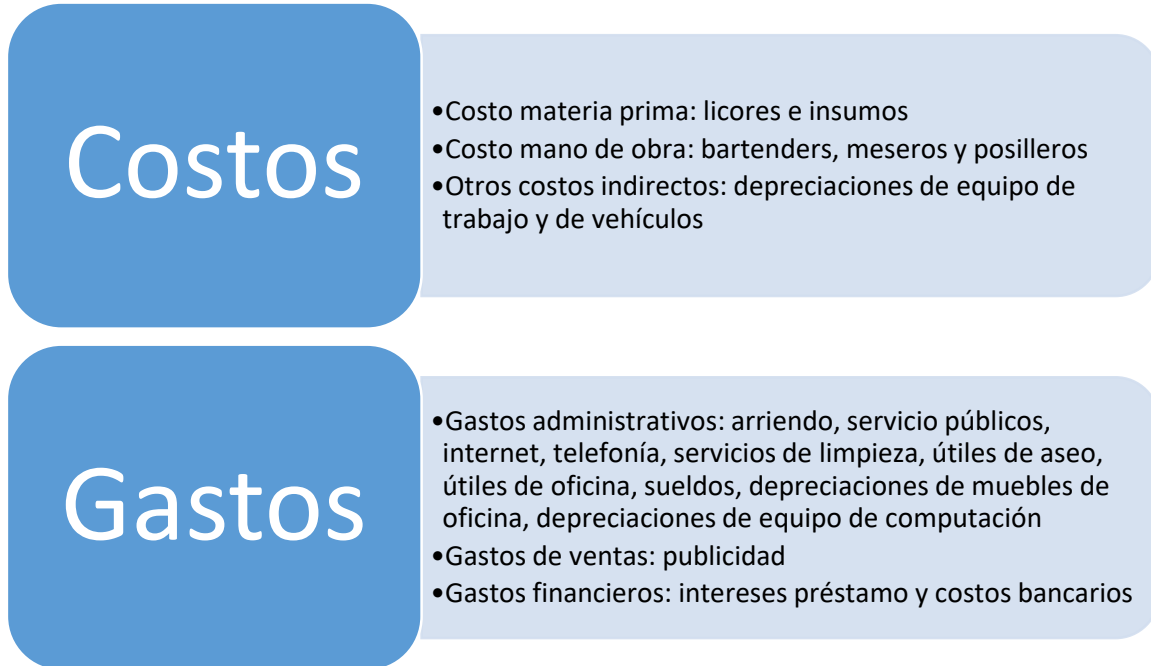 Costos
•Costo materia prima: licores e insumos
•Costo mano de obra: bartenders, meseros y posilleros
•Otros costos indirectos: depreciaciones de equipo de
trabajo y de vehículos
Gastos
•Gastos administrativos: arriendo, servicio públicos,
internet, telefonía, servicios de limpieza, útiles de aseo,
útiles de oficina, sueldos, depreciaciones de muebles de
oficina, depreciaciones de equipo de computación
•Gastos de ventas: publicidad
•Gastos financieros: intereses préstamo y costos bancarios